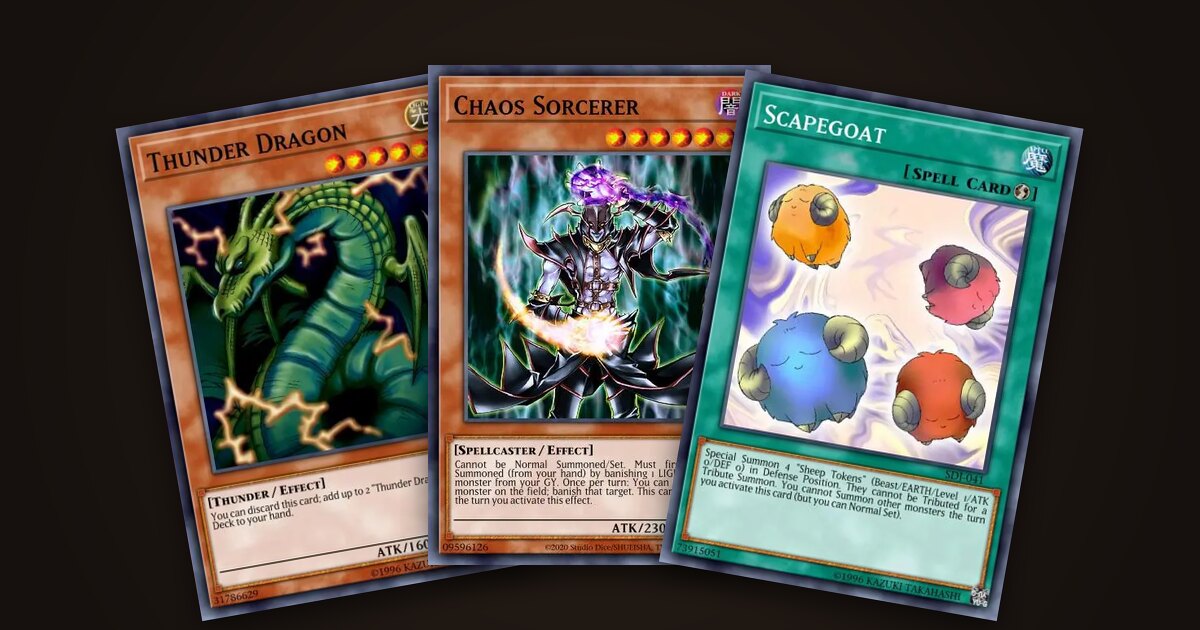 THUNDER DRAGON
[THUNDER / EFFECT]
You can discard this card; add up to 2 "Thunder
Deck to your hand.
ATK/160
31786629
©1996 KAZU
CHAOS SORCERER
DARK
闇
[SPELLCASTER / EFFECT]
Cannot be Normal Summoned/Set. Must
Summoned (from your hand) by banishing 1
monster from your GY. Once per turn: You can
monster on the field; banish that target. This
the turn you activate this effect.
ATK/230
09596126
©2020 Studio Dice/SHUEISHA,
SCAPEGOAT
SPELL
魔
[SPELL CARD]
SDJ-041
Special Summon 4 "Sheep Tokens" (Beast/EARTH/Level 1/ATK
0/DEF 0) in Defense Position. They cannot be Tributed for a
Tribute Summon. You cannot Summon other monsters the turn
you activate this card (but you can Normal Set).
73915051
©1996 KAZUKI TAKAHASHI